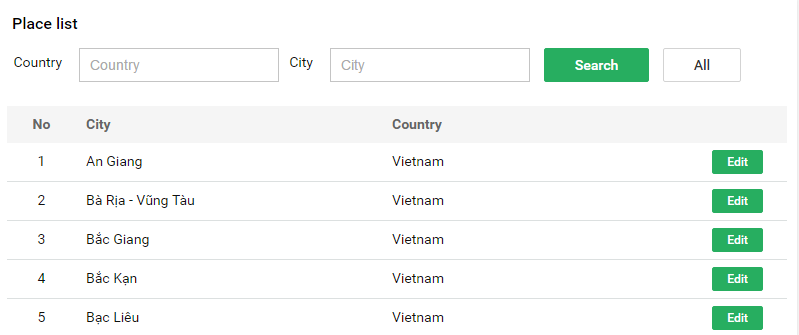 Place list
Country Country City City Search All
No City Country
1 An Giang Vietnam Edit
2 Bà Rịa - Vũng Tàu Vietnam Edit
3 Bắc Giang Vietnam Edit
4 Bắc Kạn Vietnam Edit
5 Bạc Liêu Vietnam Edit